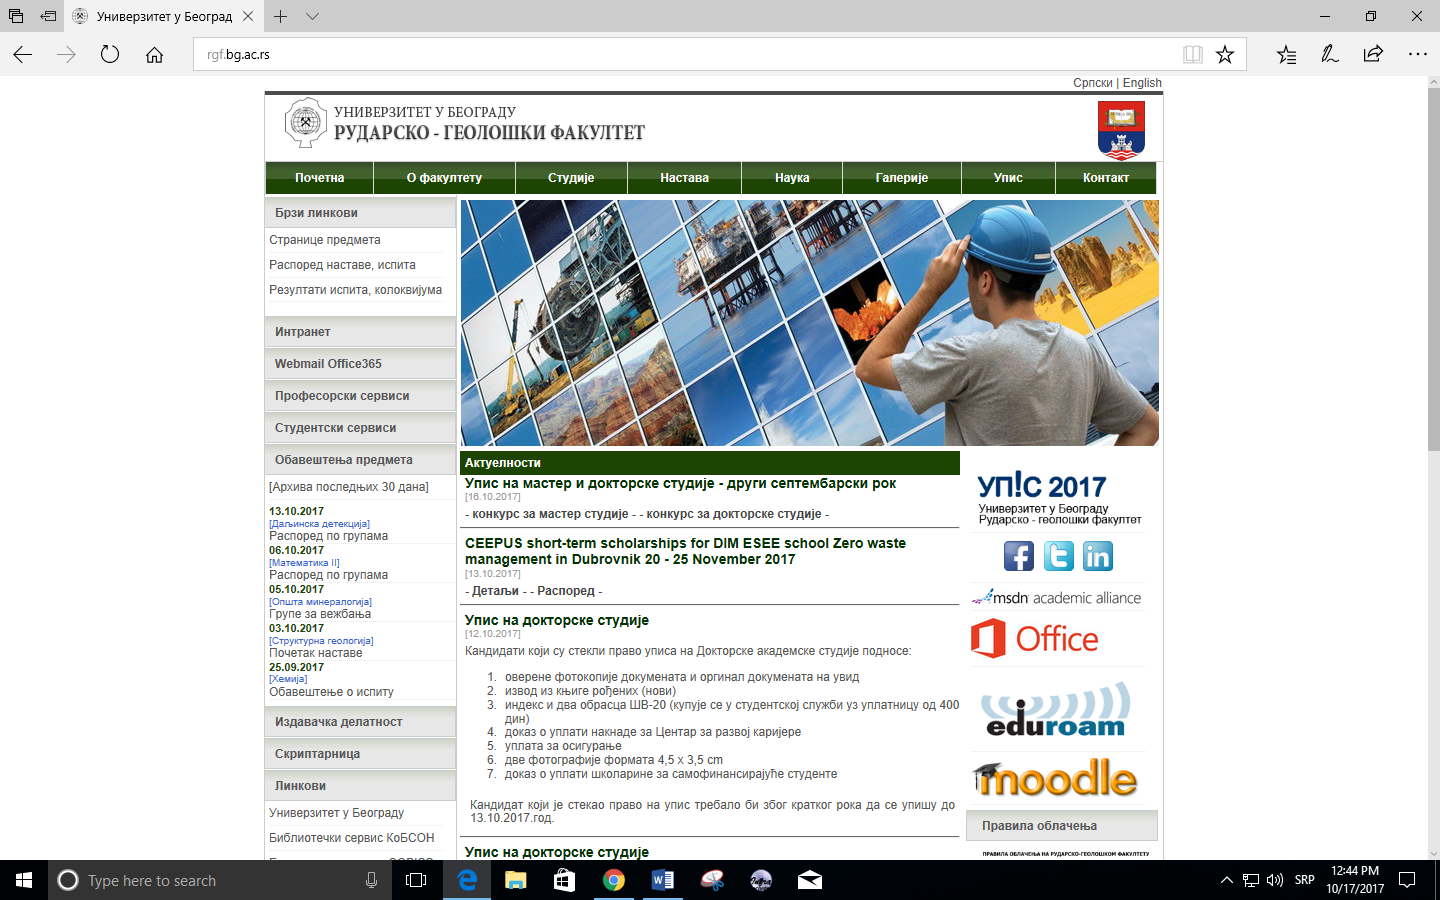 Универзитет у Београд
rgf.bg.ac.rs
Српски | English
УНИВЕРЗИТЕТ У БЕОГРАДУ
РУДАРСКО - ГЕОЛОШКИ ФАКУЛТЕТ
Почетна О факултету Студије Настава Наука Галерије Упис Контакт
Брзи линкови
Странице предмета
Распоред наставе, испита
Резултати испита, колоквијума
Интранет
Webmail Office365
Професорски сервиси
Студентски сервиси
Обавештења предмета
[Архива последњих 30 дана]
13.10.2017
[Даљинска детекција]
Распоред по групама
06.10.2017
[Математика II]
Распоред по групама
05.10.2017
[Општа минералогија]
Групе за вежбања
03.10.2017
[Структурна геологија]
Почетак наставе
25.09.2017
[Хемија]
Обавештење о испиту
Издавачка делатност
Скриптарница
Линкови
Универзитет у Београду
Библиотечки сервис КоБСОН
Актуелности
Упис на мастер и докторске студије - други септембарски рок
[16.10.2017]
- конкурс за мастер студије - - конкурс за докторске студије -
CEEPUS short-term scholarships for DIM ESEE school Zero waste
management in Dubrovnik 20 - 25 November 2017
[13.10.2017]
- Детаљи - - Распоред -
Упис на докторске студије
[12.10.2017]
Кандидати који су стекли право уписа на Докторске академске студије подносе:
1. оверене фотокопије докумената и оргинал докумената на увид
2. извод из књиге рођених (нови)
3. индекс и два обрасца ШВ-20 (купује се у студентској служби уз уплатницу од 400
дин)
4. доказ о уплати накнаде за Центар за развој каријере
5. уплата за осигурање
6. две фотографије формата 4,5 x 3,5 cm
7. доказ о уплати школарине за самофинансирајуће студенте
Кандидат који је стекао право на упис требало би због кратког рока да се упишу до
13.10.2017.год.
Упис на докторске студије
УП!С 2017
Универзитет у Београду
Рударско - геолошки факултет
msdn academic alliance
Office
eduroam
moodle
Правила облачења
ПРАВИЛА ОБЛАЧЕЊА НА РУДАРСКО-ГЕОЛОШКОМ ФАКУЛТЕТУ
Type here to search
SRP
12:44 PM
10/17/2017